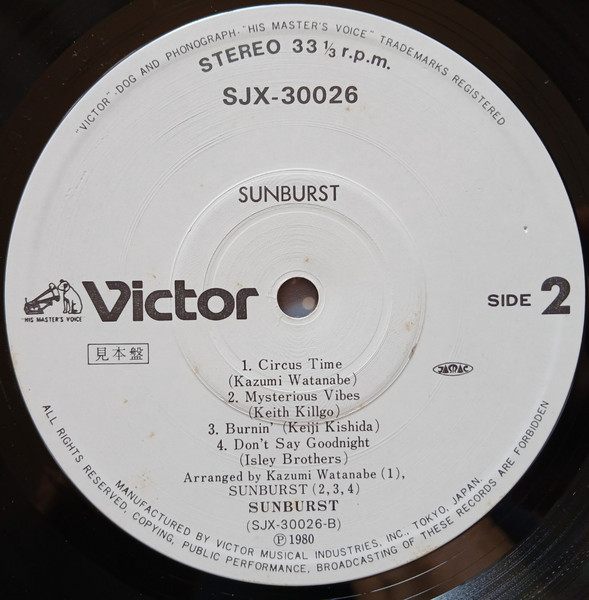 "VICTOR"·DOG AND PHONOGRAPH·"HIS MASTER'S VOICE" TRADEMARKS REGISTERED
STEREO 33 1/3 r.p.m.
SJX-30026
SUNBURST
"HIS MASTER'S VOICE"
Victor
SIDE 2
見本盤
JASRAC
1. Circus Time
(Kazumi Watanabe)
2. Mysterious Vibes
(Keith Killgo)
3. Burnin' (Keiji Kishida)
4. Don't Say Goodnight
(Isley Brothers)
Arranged by Kazumi Watanabe (1),
SUNBURST (2,3,4)
SUNBURST
(SJX-30026-B)
Ⓟ 1980
MANUFACTURED BY VICTOR MUSICAL INDUSTRIES, INC., TOKYO, JAPAN.
ALL RIGHTS RESERVED, COPYING, PUBLIC PERFORMANCE, BROADCASTING OF THESE RECORDS ARE FORBIDDEN